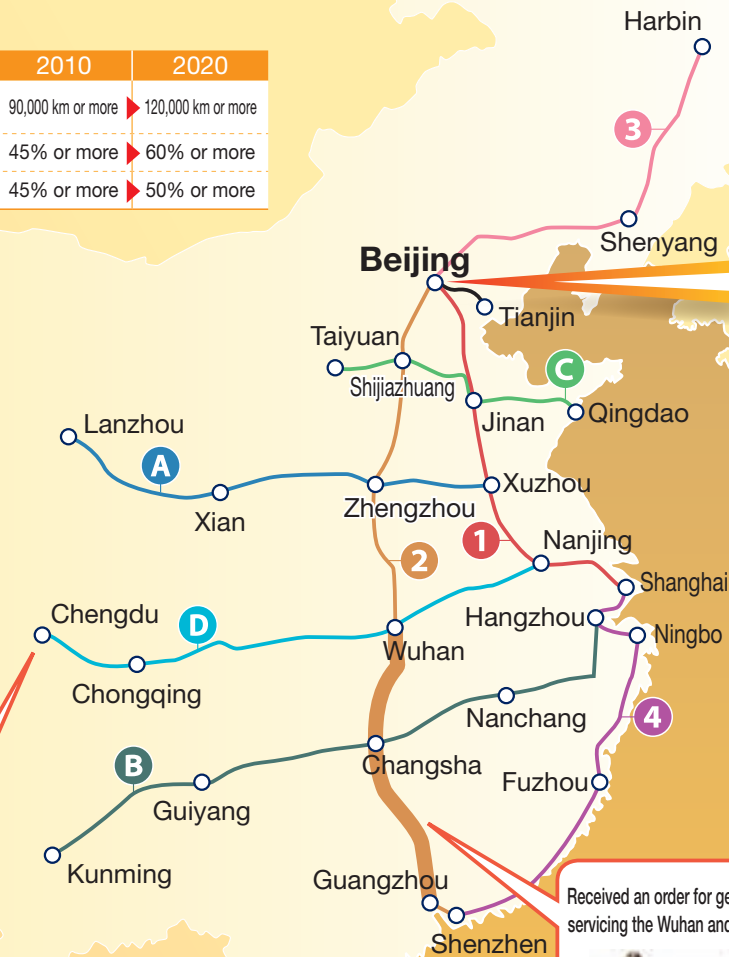 2010 2020
90,000 km or more 120,000 km or more
45% or more 60% or more
45% or more 50% or more
Harbin
3
Shenyang
Beijing
Tianjin
Taiyuan
Shijiazhuang
C
Jinan
Qingdao
Lanzhou
A
Xian
Zhengzhou
Xuzhou
1
2
Nanjing
Shanghai
Chengdu
D
Hangzhou
Ningbo
Wuhan
Chongqing
Nanchang
4
Changsha
B
Fuzhou
Guiyang
Kunming
Guangzhou
Shenzhen
Received an order for ge
servicing the Wuhan and